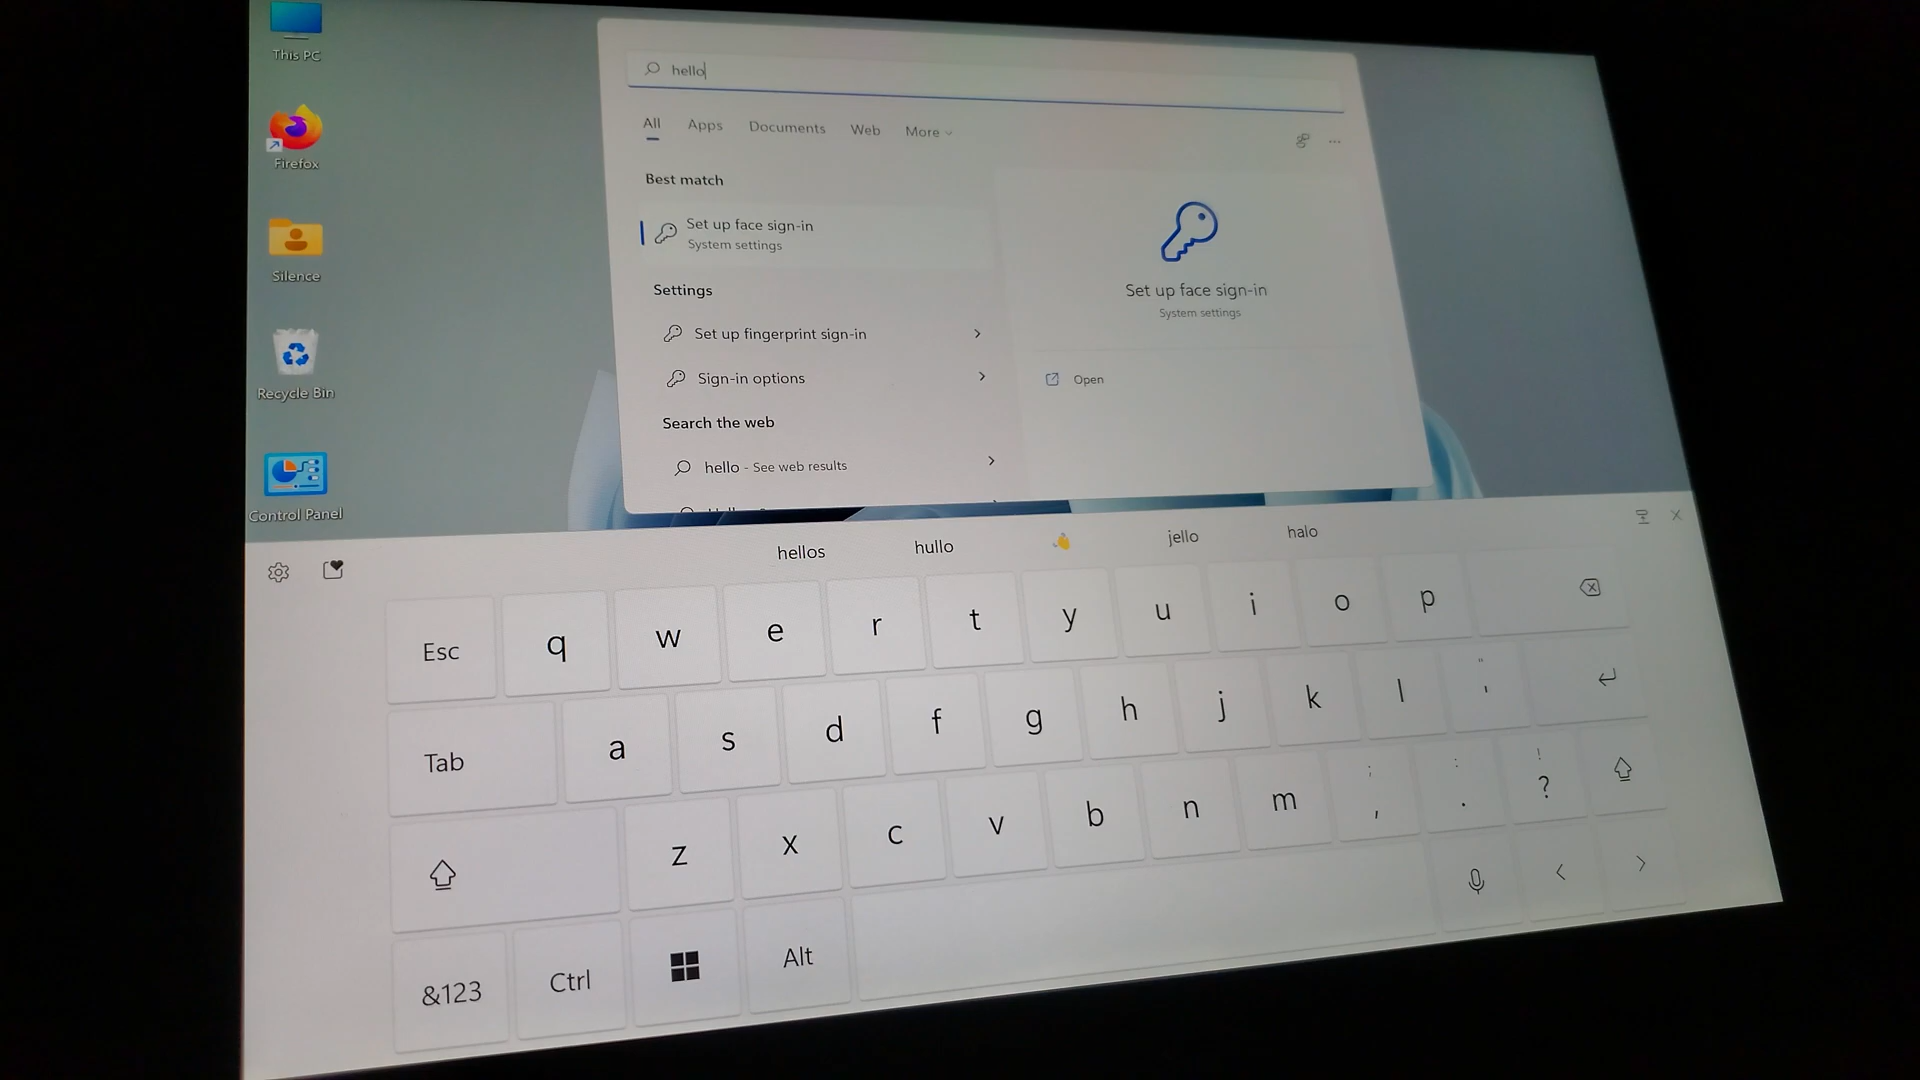 This PC
Firefox
Silence
Recycle Bin
Control Panel
hello
All Apps Documents Web More
Best match
Set up face sign-in
System settings
Settings
Set up fingerprint sign-in
Sign-in options
Search the web
hello - See web results
Set up face sign-in
System settings
Open
hellos hullo 👋 jello halo
Esc q w e r t y u i o p
Tab a s d f g h j k l ' "
z x c v b n m , ; . : ? !
&123 Ctrl Alt < >